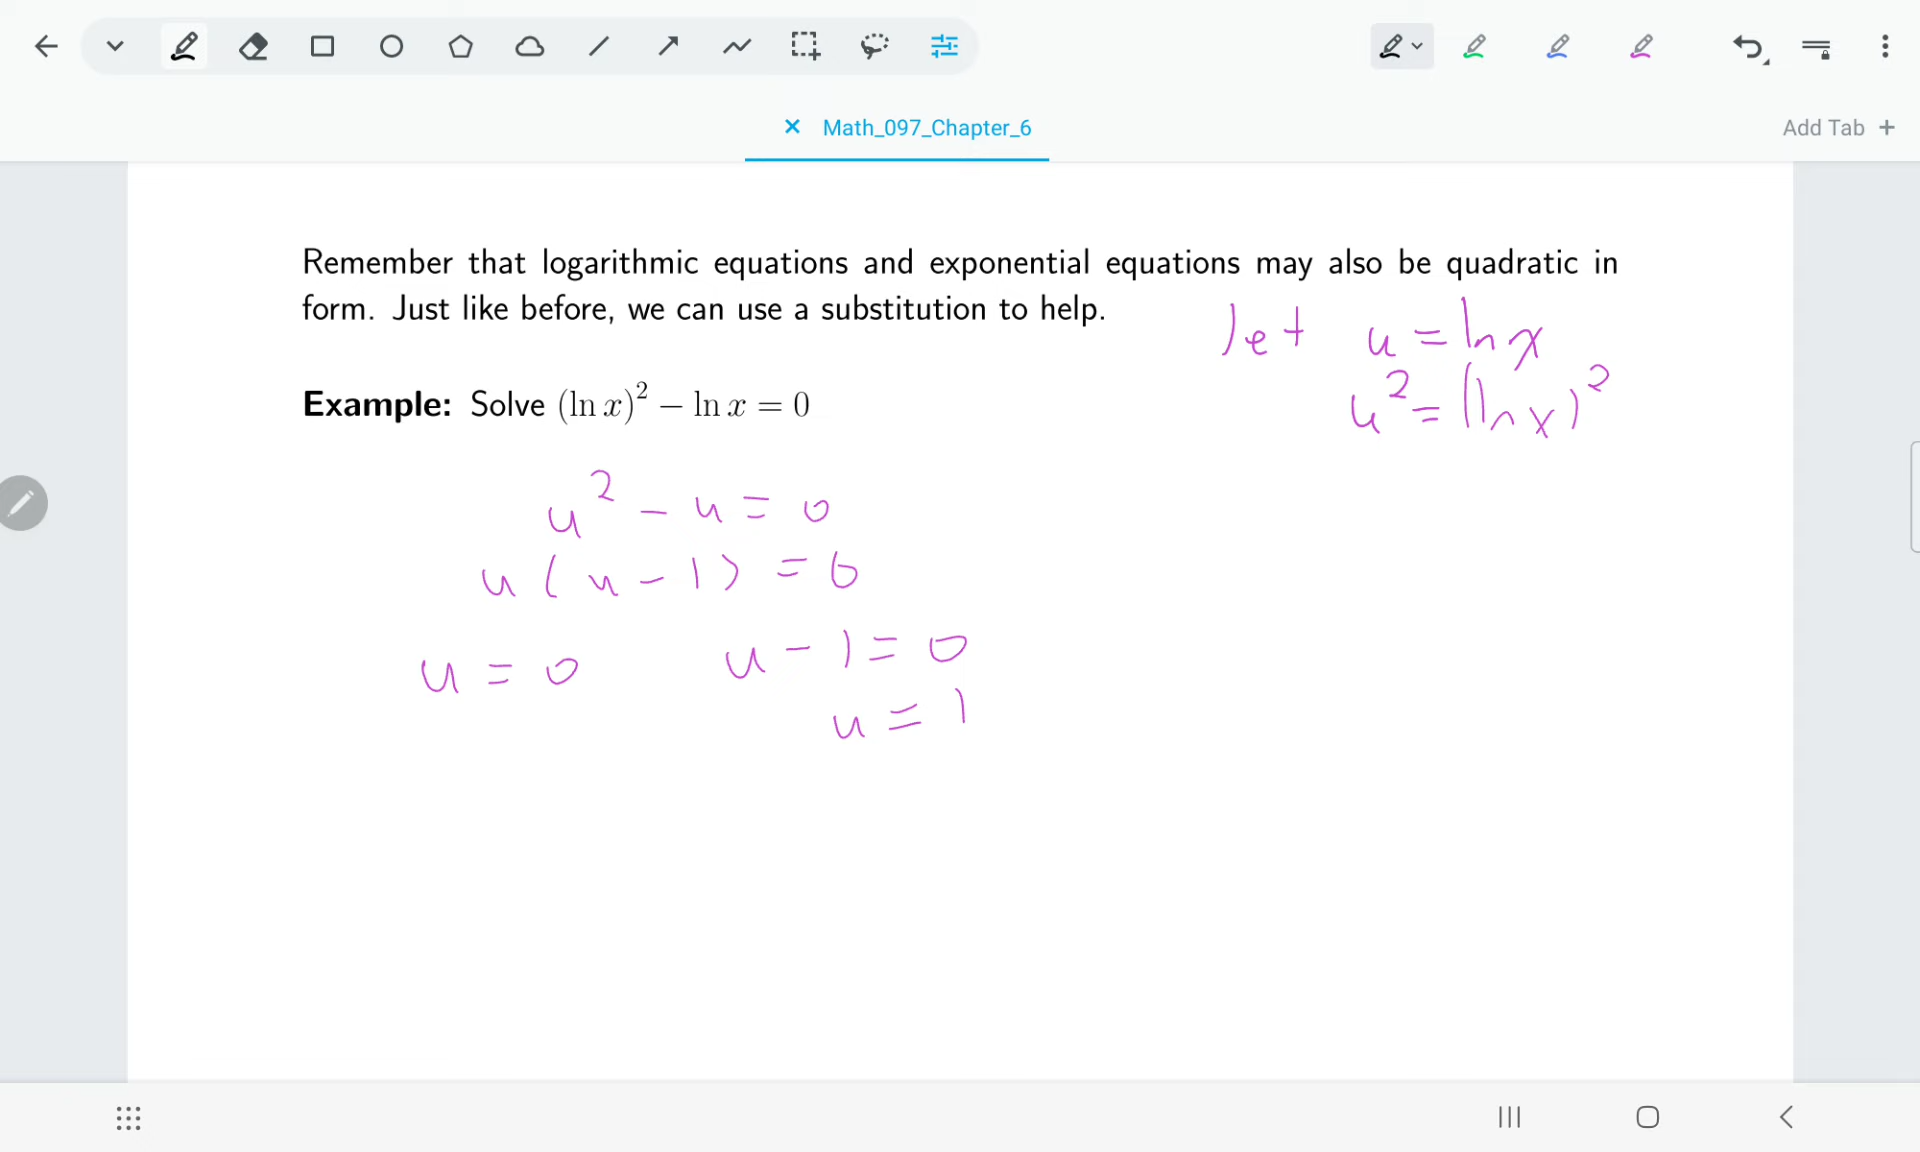 Math_097_Chapter_6
Add Tab +
Remember that logarithmic equations and exponential equations may also be quadratic in
form. Just like before, we can use a substitution to help.
let u = ln x
u² = (ln x)²
Example: Solve (ln x)² − ln x = 0
u² − u = 0
u(u − 1) = 0
u = 0 u − 1 = 0
u = 1